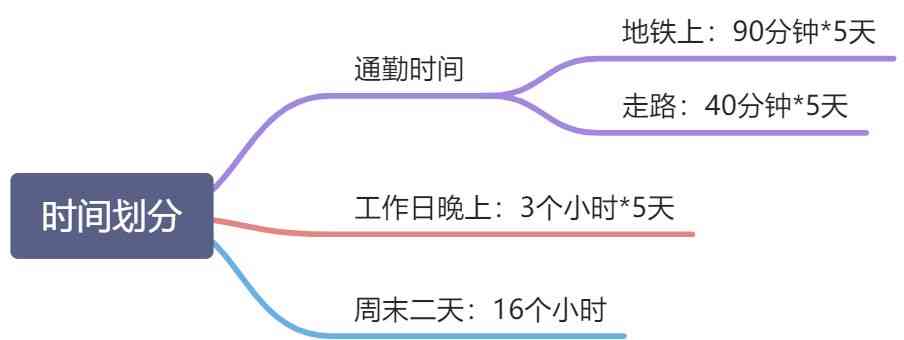 时间划分
通勤时间
地铁上：90分钟*5天
走路：40分钟*5天
工作日晚上：3个小时*5天
周末二天：16个小时